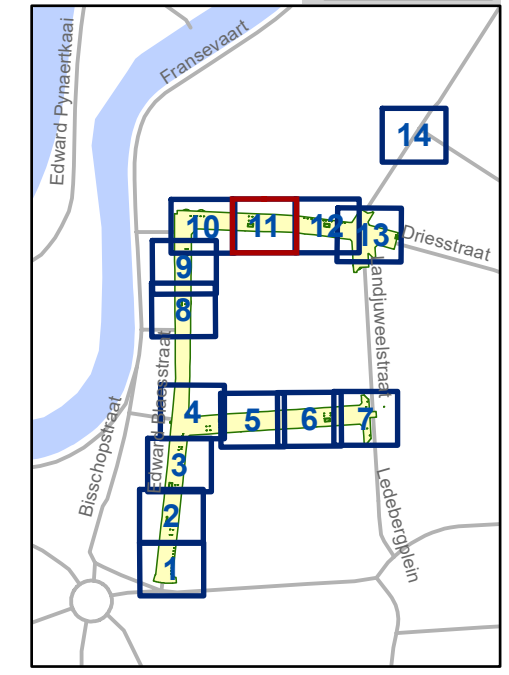 Edward Pynaertkaai
Fransevaart
14
10
11
12
13
Driesstraat
9
8
Landjuweelstraat
Edward Blaesstraat
Bisschopstraat
4
5
6
7
3
Ledebergplein
2
1